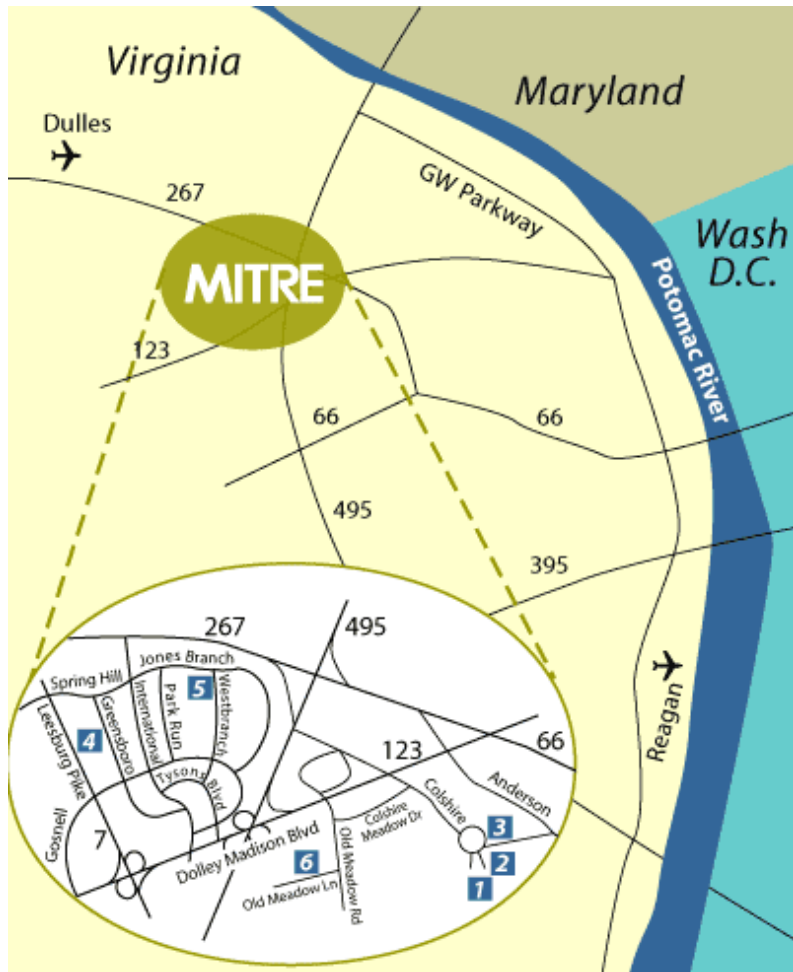 Virginia
Maryland
Dulles
267
GW Parkway
Wash
D.C.
MITRE
Potomac River
123
66
66
495
395
267
495
Jones Branch
Spring Hill
5
Westbranch
International
Park Run
Greensboro
4
Leesburg Pike
Reagan
66
123
Tysons Blvd
Anderson
Colshire
Colshire
Meadow Dr
Gosnell
7
3
Dolley Madison Blvd
Old Meadow Rd
6
2
1
Old Meadow Ln